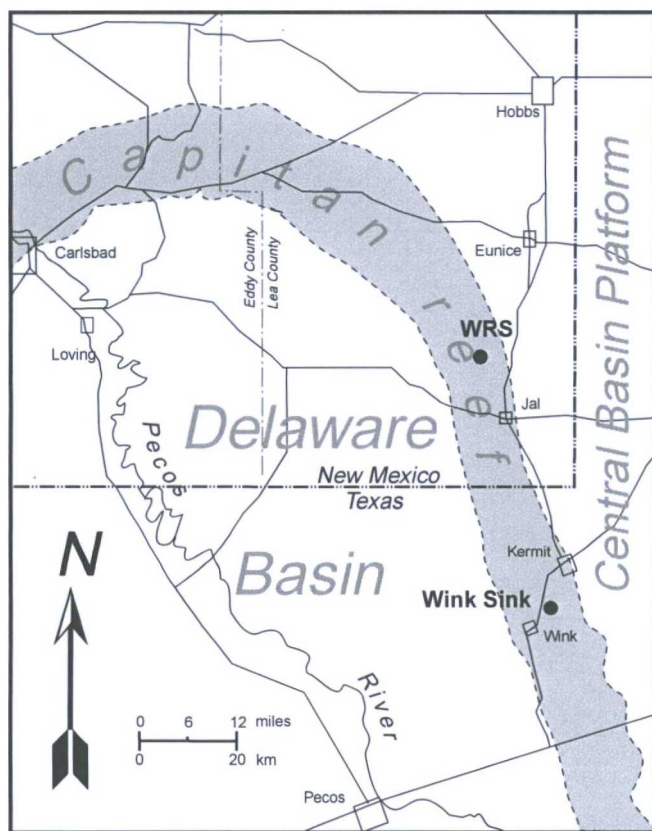 Hobbs
Capitan reef
Carlsbad
Eunice
Eddy County
Lea County
Central Basin Platform
WRS
Loving
Jal
Delaware
Pecos
New Mexico
Texas
N
Basin
Kermit
Wink Sink
Wink
River
0 6 12 miles
0 20 km
Pecos